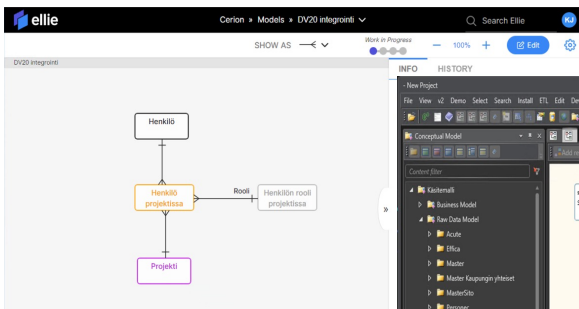 ellie
Cerion » Models » DV20 integrointi
Search Ellie
KJ
SHOW AS
Work in Progress
100%
Edit
DV20 integrointi
INFO
HISTORY
Henkilö
Henkilö
projektissa
Rooli
Henkilön rooli
projektissa
Projekti
- New Project
File View v2 Demo Select Search Install ETL Edit
Conceptual Model
Content filter
Käsitemalli
Business Model
Raw Data Model
Acute
Effica
Master
Master Kaupungin yhteiset
MasterSito
Personer